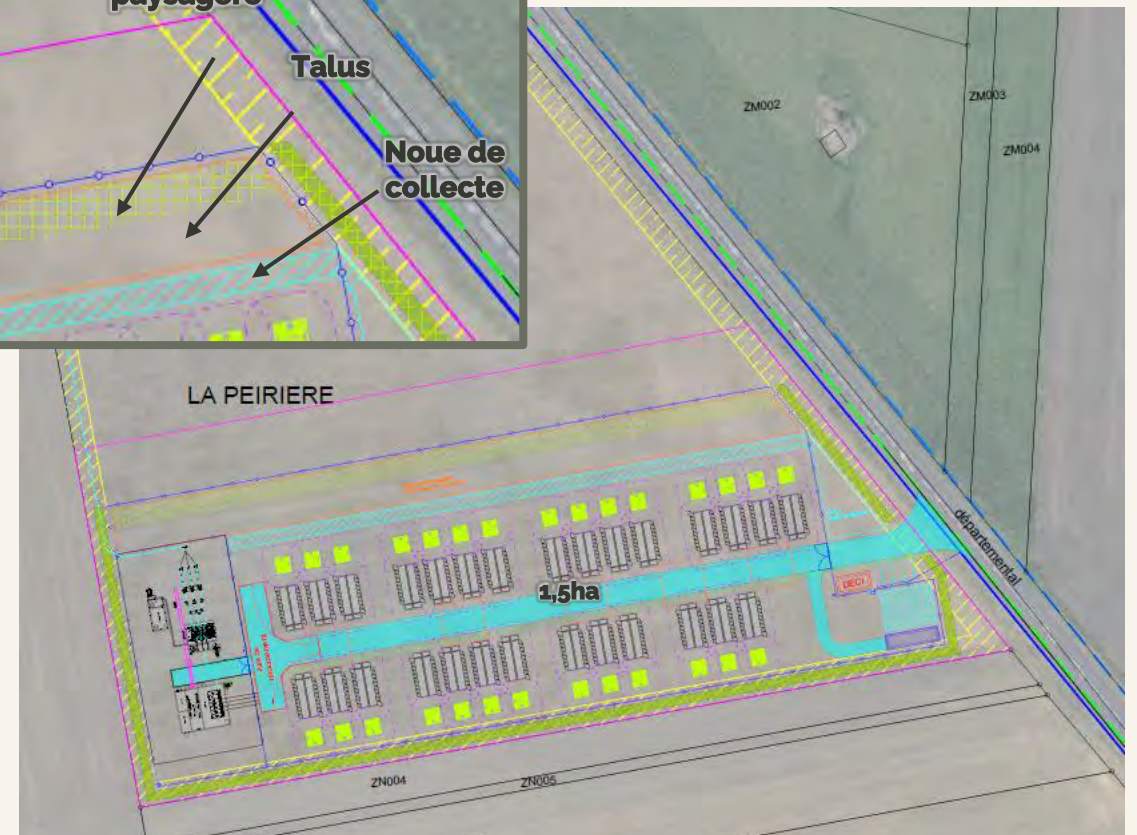 paysagère
Talus
Noue de
collecte
ZM002
ZM003
ZM004
LA PEIRIERE
départemental
1,5ha
DECI
ZN004
ZN005